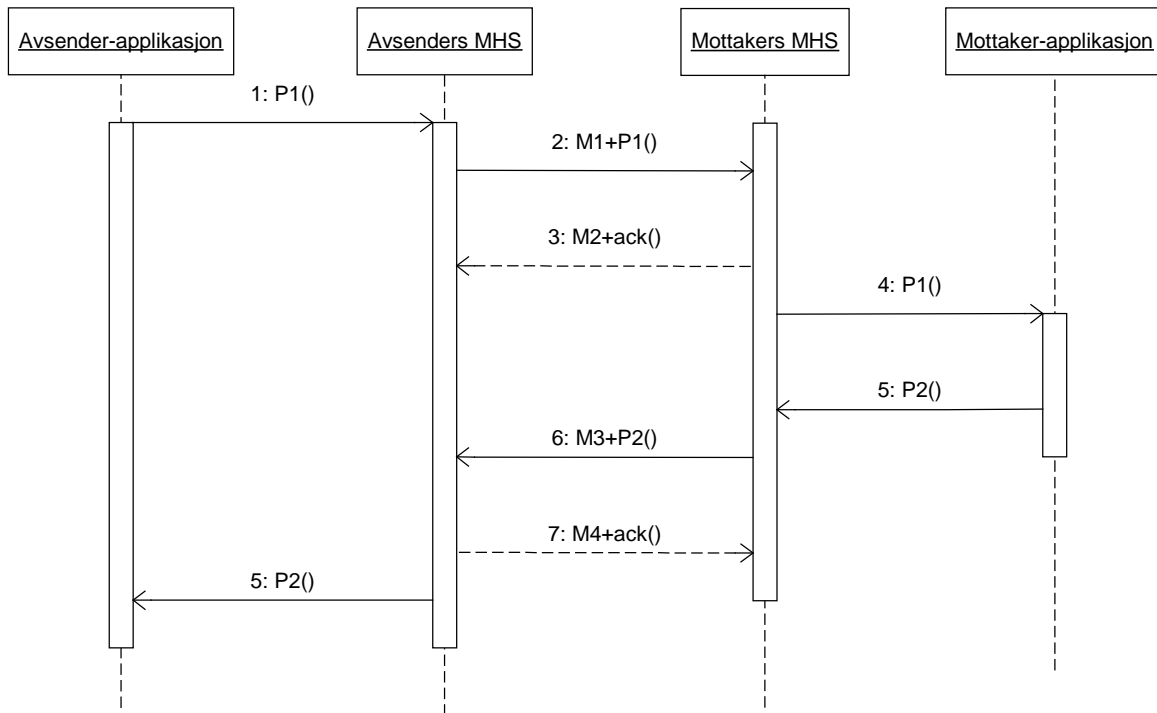 Avsender-applikasjon
Avsenders MHS
Mottakers MHS
Mottaker-applikasjon
1: P1()
2: M1+P1()
3: M2+ack()
4: P1()
5: P2()
6: M3+P2()
7: M4+ack()
5: P2()